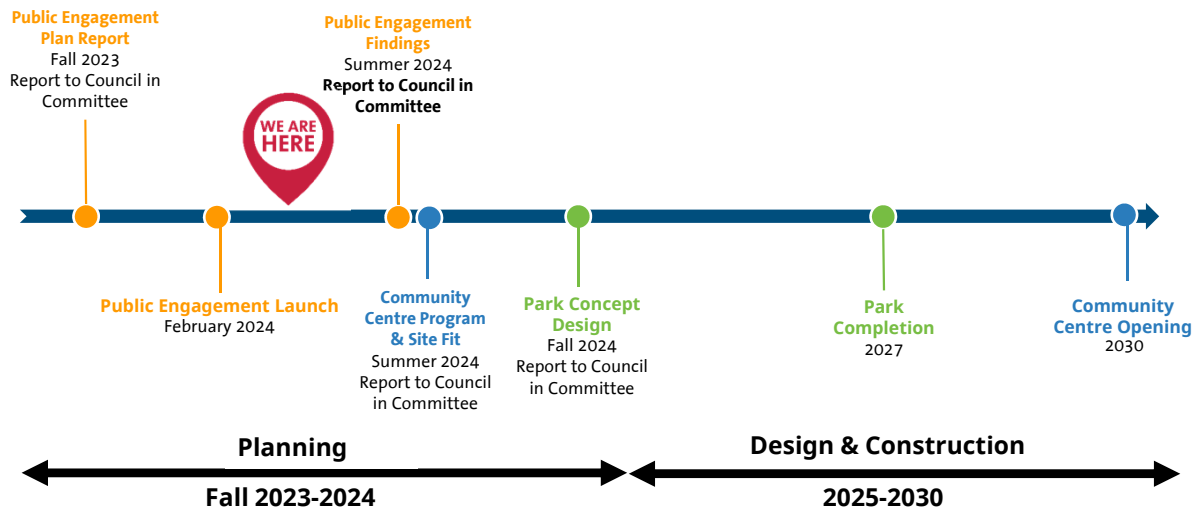 Public Engagement
Plan Report
Fall 2023
Report to Council in
Committee
WE ARE
HERE
Public Engagement
Findings
Summer 2024
Report to Council in
Committee
Public Engagement Launch
February 2024
Community
Centre Program
& Site Fit
Summer 2024
Report to Council
in Committee
Park Concept
Design
Fall 2024
Report to Council
in Committee
Park
Completion
2027
Community
Centre Opening
2030
Planning
Fall 2023-2024
Design & Construction
2025-2030